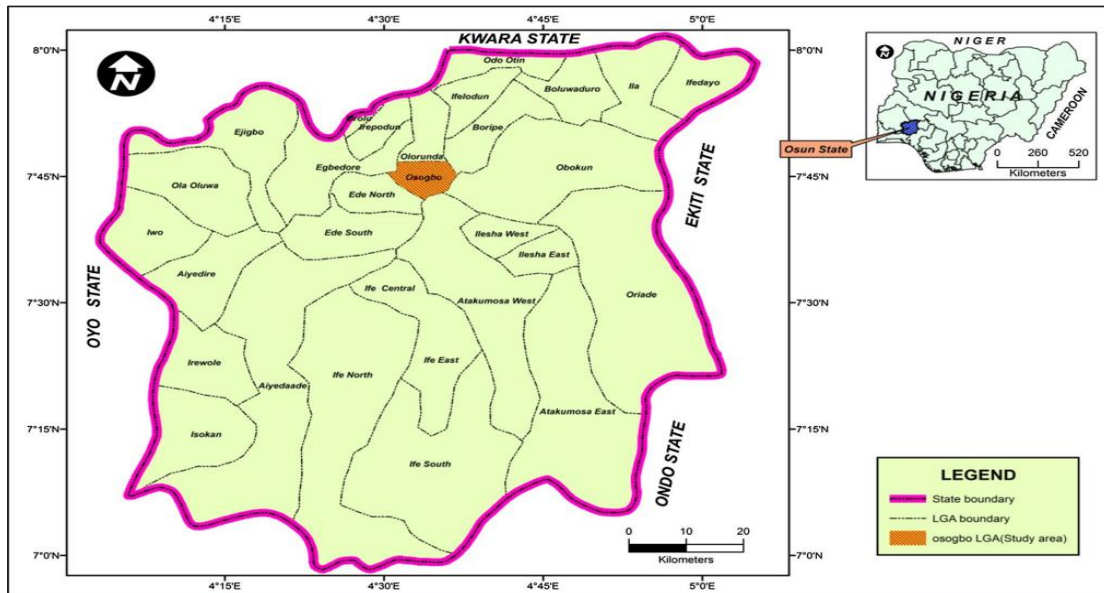 4°15'E
4°30'E
4°45'E
5°0'E
KWARA STATE
8°0'N
8°0'N
N
Odo Otin
Ila
Ifedayo
Boluwaduro
Ifelodun
Irepodun
Ejigbo
Boripe
Olorunda
Egbedore
Obokun
7°45'N
7°45'N
Osogbo
Ola Oluwa
Ede North
EKITI STATE
Iwo
Ede South
Ilesha West
Ilesha East
Aiyedire
Ife Central
Oriade
OYO STATE
Atakumosa West
7°30'N
7°30'N
Irewole
Ife East
Ife North
Aiyedaade
Atakumosa East
Isokan
7°15'N
7°15'N
Ife South
ONDO STATE
0 10 20
Kilometers
7°0'N
7°0'N
4°15'E
4°30'E
4°45'E
5°0'E
N
NIGER
NIGERIA
CAMEROON
Osun State
0 260 520
Kilometers
LEGEND
State boundary
LGA boundary
osogbo LGA(Study area)